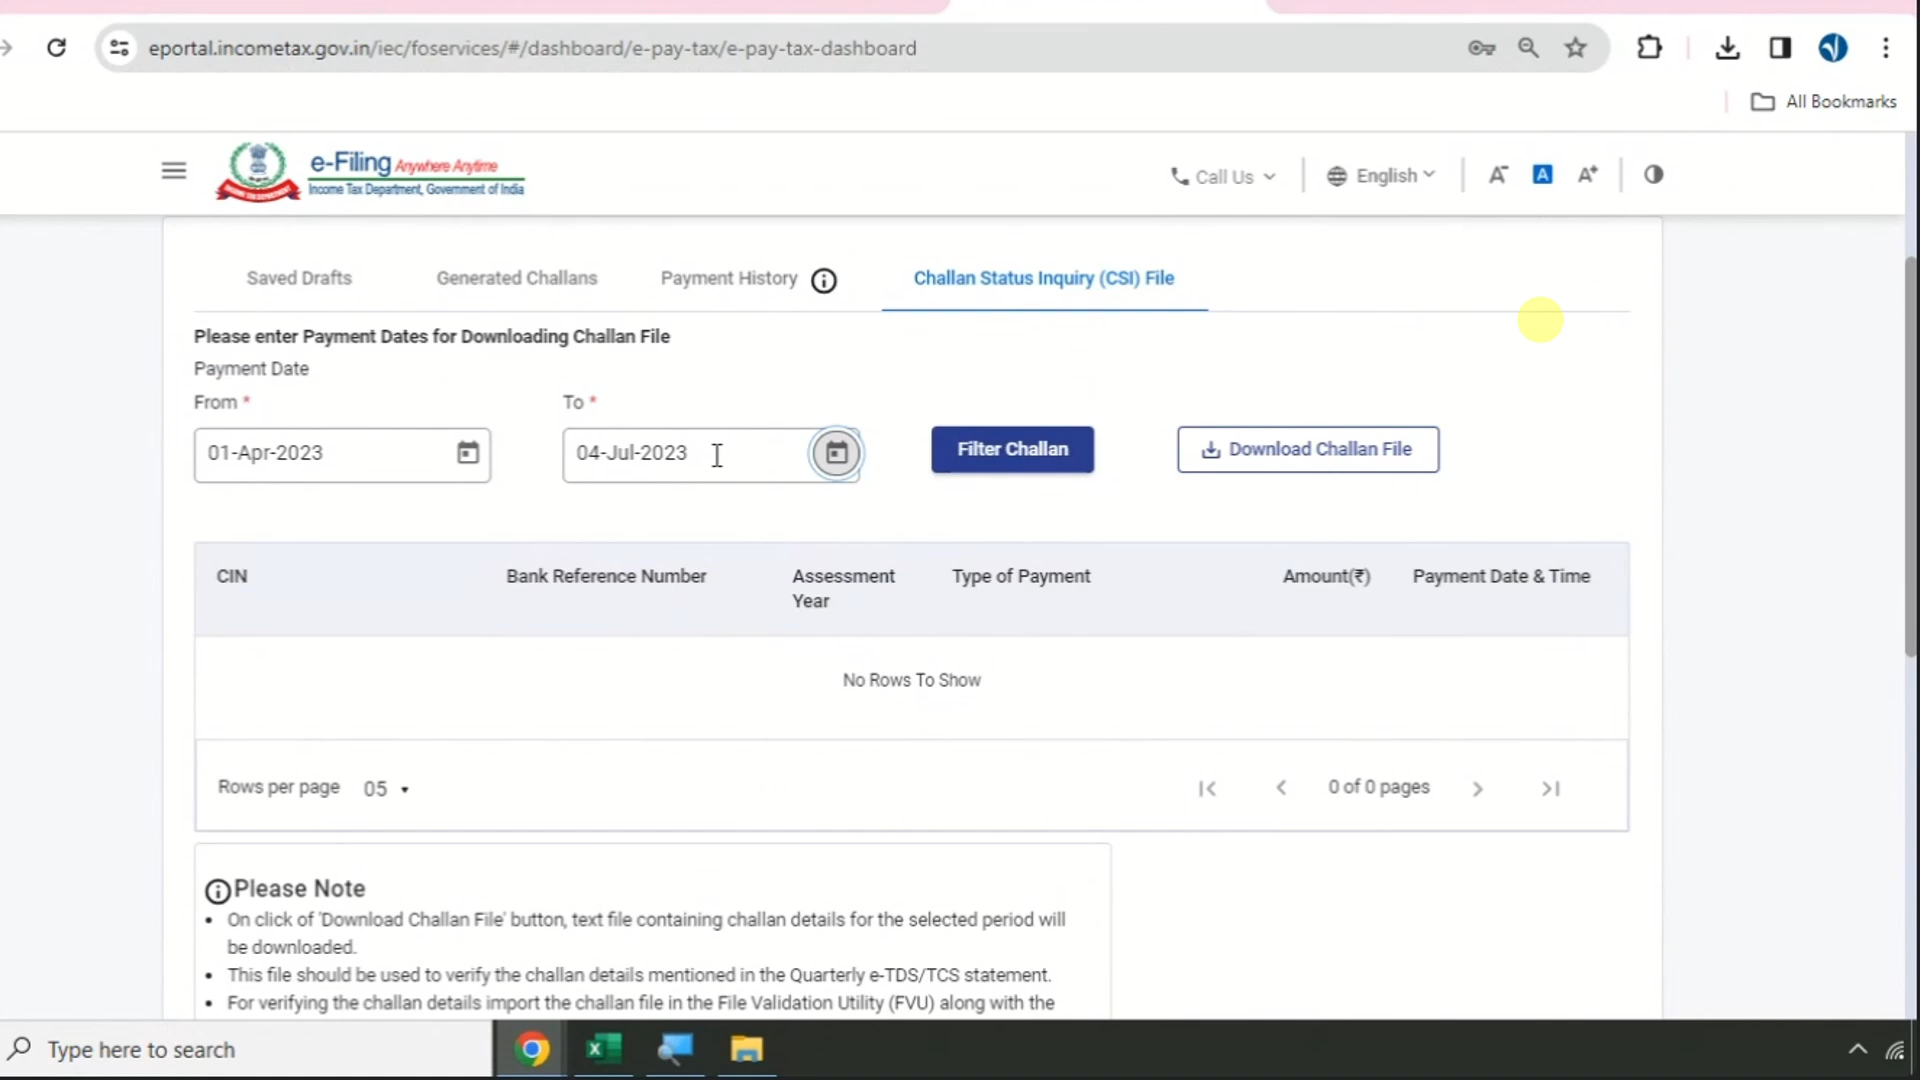 eportal.incometax.gov.in/iec/foservices/#/dashboard/e-pay-tax/e-pay-tax-dashboard
All Bookmarks
e-Filing Anywhere Anytime
Income Tax Department, Government of India
Call Us
English
A- A A+
Saved Drafts
Generated Challans
Payment History
Challan Status Inquiry (CSI) File
Please enter Payment Dates for Downloading Challan File
Payment Date
From *
To *
01-Apr-2023
04-Jul-2023
Filter Challan
Download Challan File
CIN
Bank Reference Number
Assessment Year
Type of Payment
Amount(₹)
Payment Date & Time
No Rows To Show
Rows per page 05
0 of 0 pages
Please Note
• On click of 'Download Challan File' button, text file containing challan details for the selected period will
be downloaded.
• This file should be used to verify the challan details mentioned in the Quarterly e-TDS/TCS statement.
• For verifying the challan details import the challan file in the File Validation Utility (FVU) along with the
Type here to search